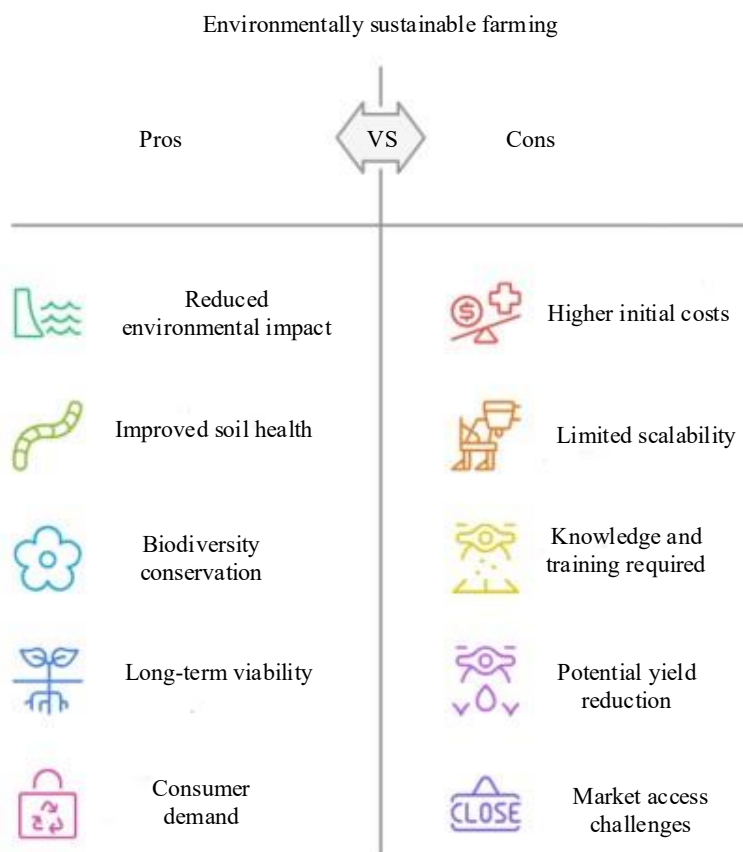 Environmentally sustainable farming
Pros
VS
Cons
Reduced
environmental impact
Higher initial costs
Improved soil health
Limited scalability
Biodiversity
conservation
Knowledge and
training required
Long-term viability
Potential yield
reduction
Consumer
demand
CLOSE
Market access
challenges
$